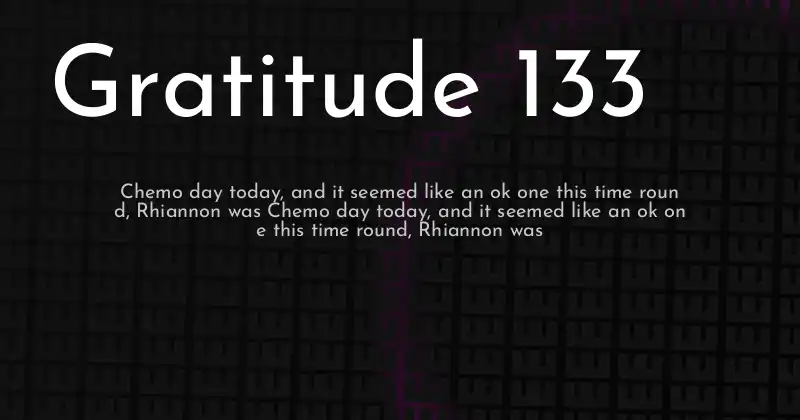 Gratitude 133
Chemo day today, and it seemed like an ok one this time roun
d, Rhiannon was Chemo day today, and it seemed like an ok on
e this time round, Rhiannon was